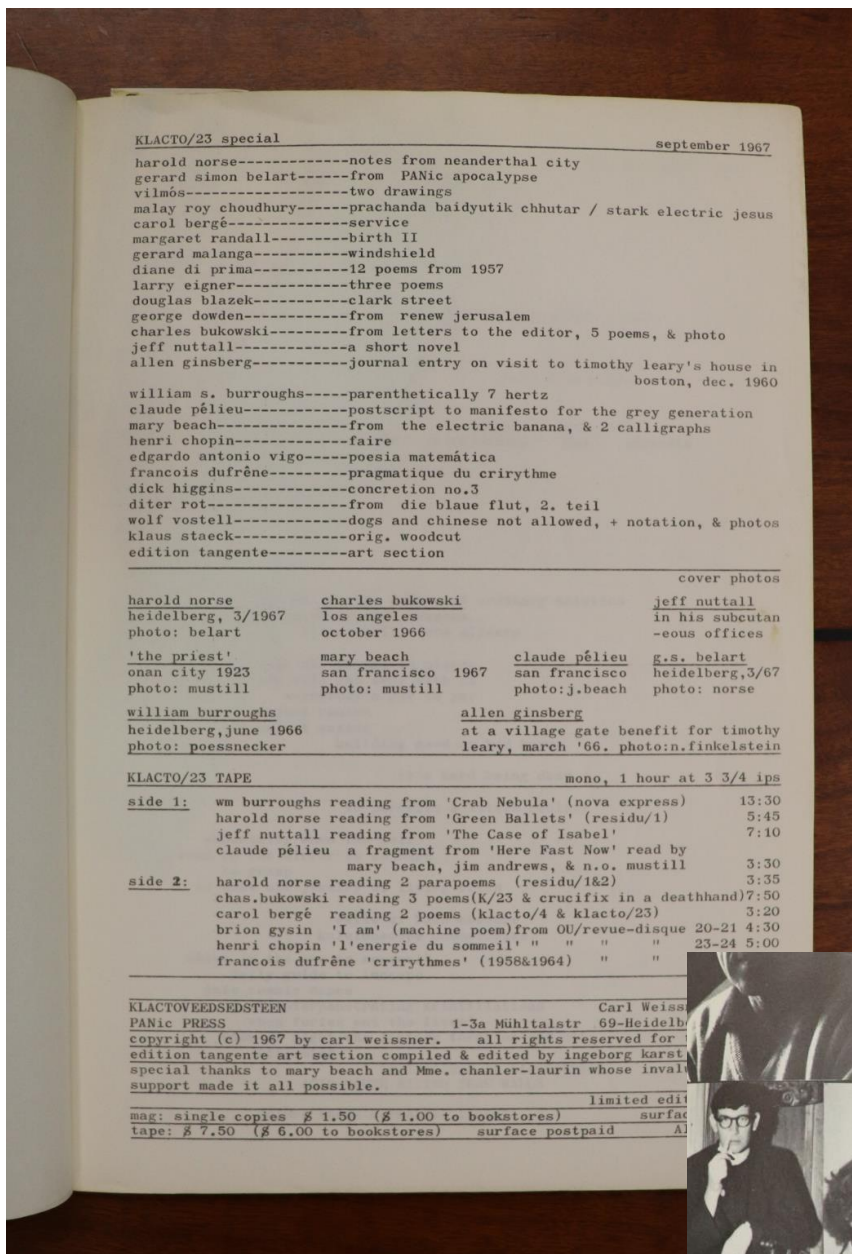 KLACTO/23 special september 1967
harold norse-------------notes from neanderthal city
gerard simon belart------from PANic apocalypse
vilmós-------------------two drawings
malay roy choudhury------prachanda baidyutik chhutar / stark electric jesus
carol bergé--------------service
margaret randall---------birth II
gerard malanga-----------windshield
diane di prima-----------12 poems from 1957
larry eigner-------------three poems
douglas blazek-----------clark street
george dowden------------from renew jerusalem
charles bukowski---------from letters to the editor, 5 poems, & photo
jeff nuttall-------------a short novel
allen ginsberg-----------journal entry on visit to timothy leary's house in
boston, dec. 1960
william s. burroughs-----parenthetically 7 hertz
claude pélieu------------postscript to manifesto for the grey generation
mary beach---------------from the electric banana, & 2 calligraphs
henri chopin-------------faire
edgardo antonio vigo-----poesia matemática
francois dufrêne---------pragmatique du crirythme
dick higgins-------------concretion no.3
diter rot----------------from die blaue flut, 2. teil
wolf vostell-------------dogs and chinese not allowed, + notation, & photos
klaus staeck-------------orig. woodcut
edition tangente---------art section
cover photos
harold norse charles bukowski jeff nuttall
heidelberg, 3/1967 los angeles in his subcutan
photo: belart october 1966 -eous offices
'the priest' mary beach claude pélieu g.s. belart
onan city 1923 san francisco 1967 san francisco heidelberg,3/67
photo: mustill photo: mustill photo:j.beach photo: norse
william burroughs allen ginsberg
heidelberg,june 1966 at a village gate benefit for timothy
photo: poessnecker leary, march '66. photo:n.finkelstein
KLACTO/23 TAPE mono, 1 hour at 3 3/4 ips
side 1: wm burroughs reading from 'Crab Nebula' (nova express) 13:30
harold norse reading from 'Green Ballets' (residu/1) 5:45
jeff nuttall reading from 'The Case of Isabel' 7:10
claude pélieu a fragment from 'Here Fast Now' read by
mary beach, jim andrews, & n.o. mustill 3:30
side 2: harold norse reading 2 parapoems (residu/1&2) 3:35
chas.bukowski reading 3 poems(K/23 & crucifix in a deathhand)7:50
carol bergé reading 2 poems (klacto/4 & klacto/23) 3:20
brion gysin 'I am' (machine poem)from OU/revue-disque 20-21 4:30
henri chopin 'l'energie du sommeil' " " " " 23-24 5:00
francois dufrêne 'crirythmes' (1958&1964) " "
KLACTOVEEDSEDSTEEN Carl Weiss
PANic PRESS 1-3a Mühltalstr 69-Heidelb
copyright (c) 1967 by carl weissner. all rights reserved for
edition tangente art section compiled & edited by ingeborg karst
special thanks to mary beach and Mme. chanler-laurin whose inval
support made it all possible.
limited edit
mag: single copies $ 1.50 ($ 1.00 to bookstores) surfac
tape: $ 7.50 ($ 6.00 to bookstores) surface postpaid